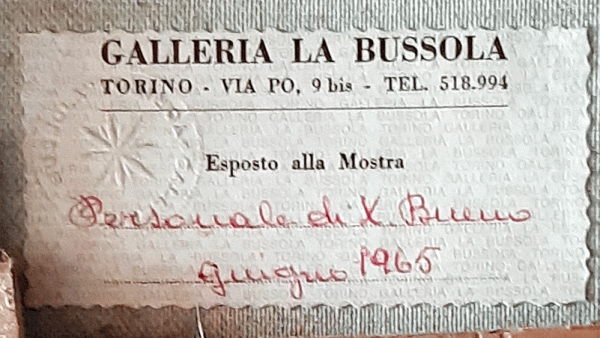 GALLERIA LA BUSSOLA
TORINO - VIA PO, 9 bis - TEL. 518.994
Esposto alla Mostra
Personale di X. Bueno
Giugno 1965